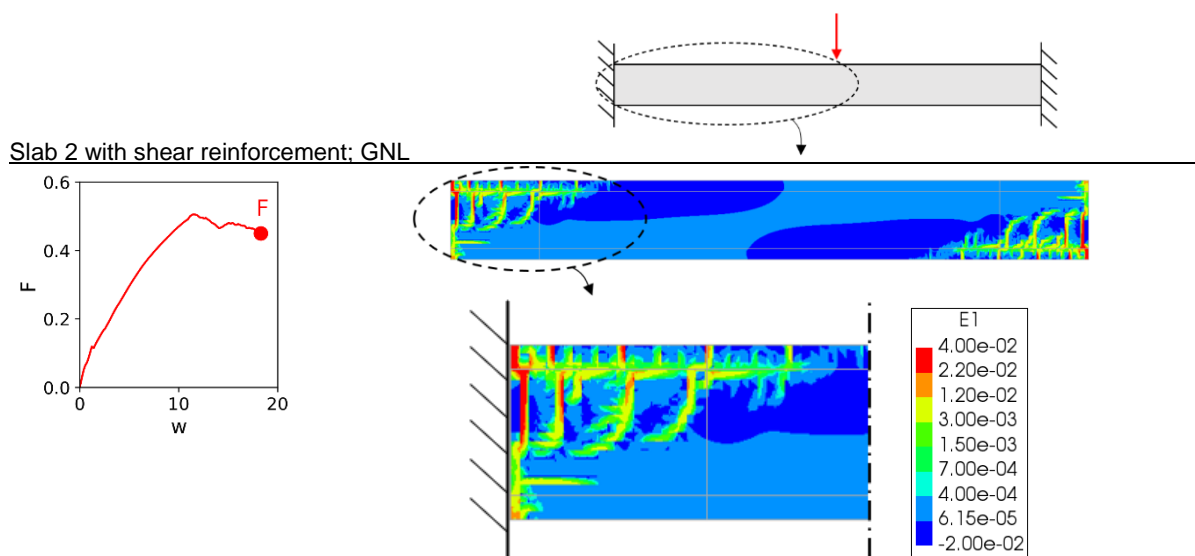 Slab 2 with shear reinforcement; GNL
0.6
F
0.4
F
0.2
0.0
0
10
20
w
E1
4.00e-02
2.20e-02
1.20e-02
3.00e-03
1.50e-03
7.00e-04
4.00e-04
6.15e-05
-2.00e-02